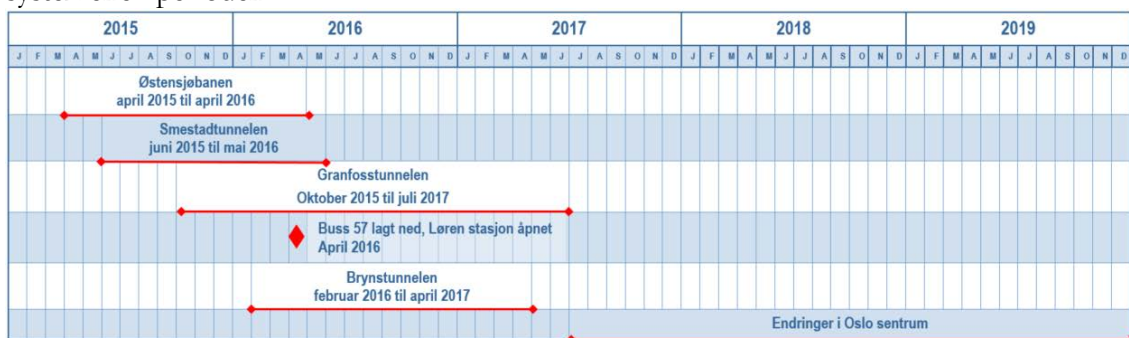 2015 2016 2017 2018 2019
J F M A M J J A S O N D J F M A M J J A S O N D J F M A M J J A S O N D J F M A M J J A S O N D J F M A M J J A S O N D
Østensjøbanen
april 2015 til april 2016
Smestadtunnelen
juni 2015 til mai 2016
Granfosstunnelen
Oktober 2015 til juli 2017
Buss 57 lagt ned, Løren stasjon åpnet
April 2016
Brynstunnelen
februar 2016 til april 2017
Endringer i Oslo sentrum